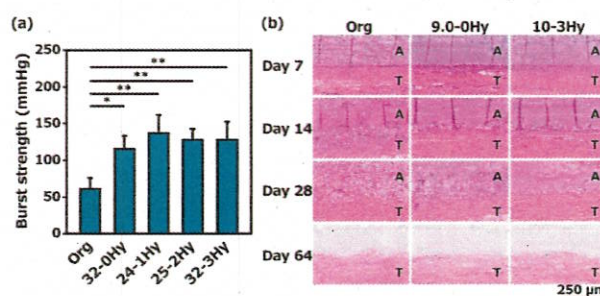 (a)
Burst strength (mmHg)
250
200
150
100
50
0
**
**
**
*
Org
32-0Hy
24-1Hy
25-2Hy
32-3Hy
(b)
Org 9.0-0Hy 10-3Hy
Day 7 A A A
T T T
Day 14 A A A
T T T
Day 28 A A A
T T T
Day 64 T T T
250 µm